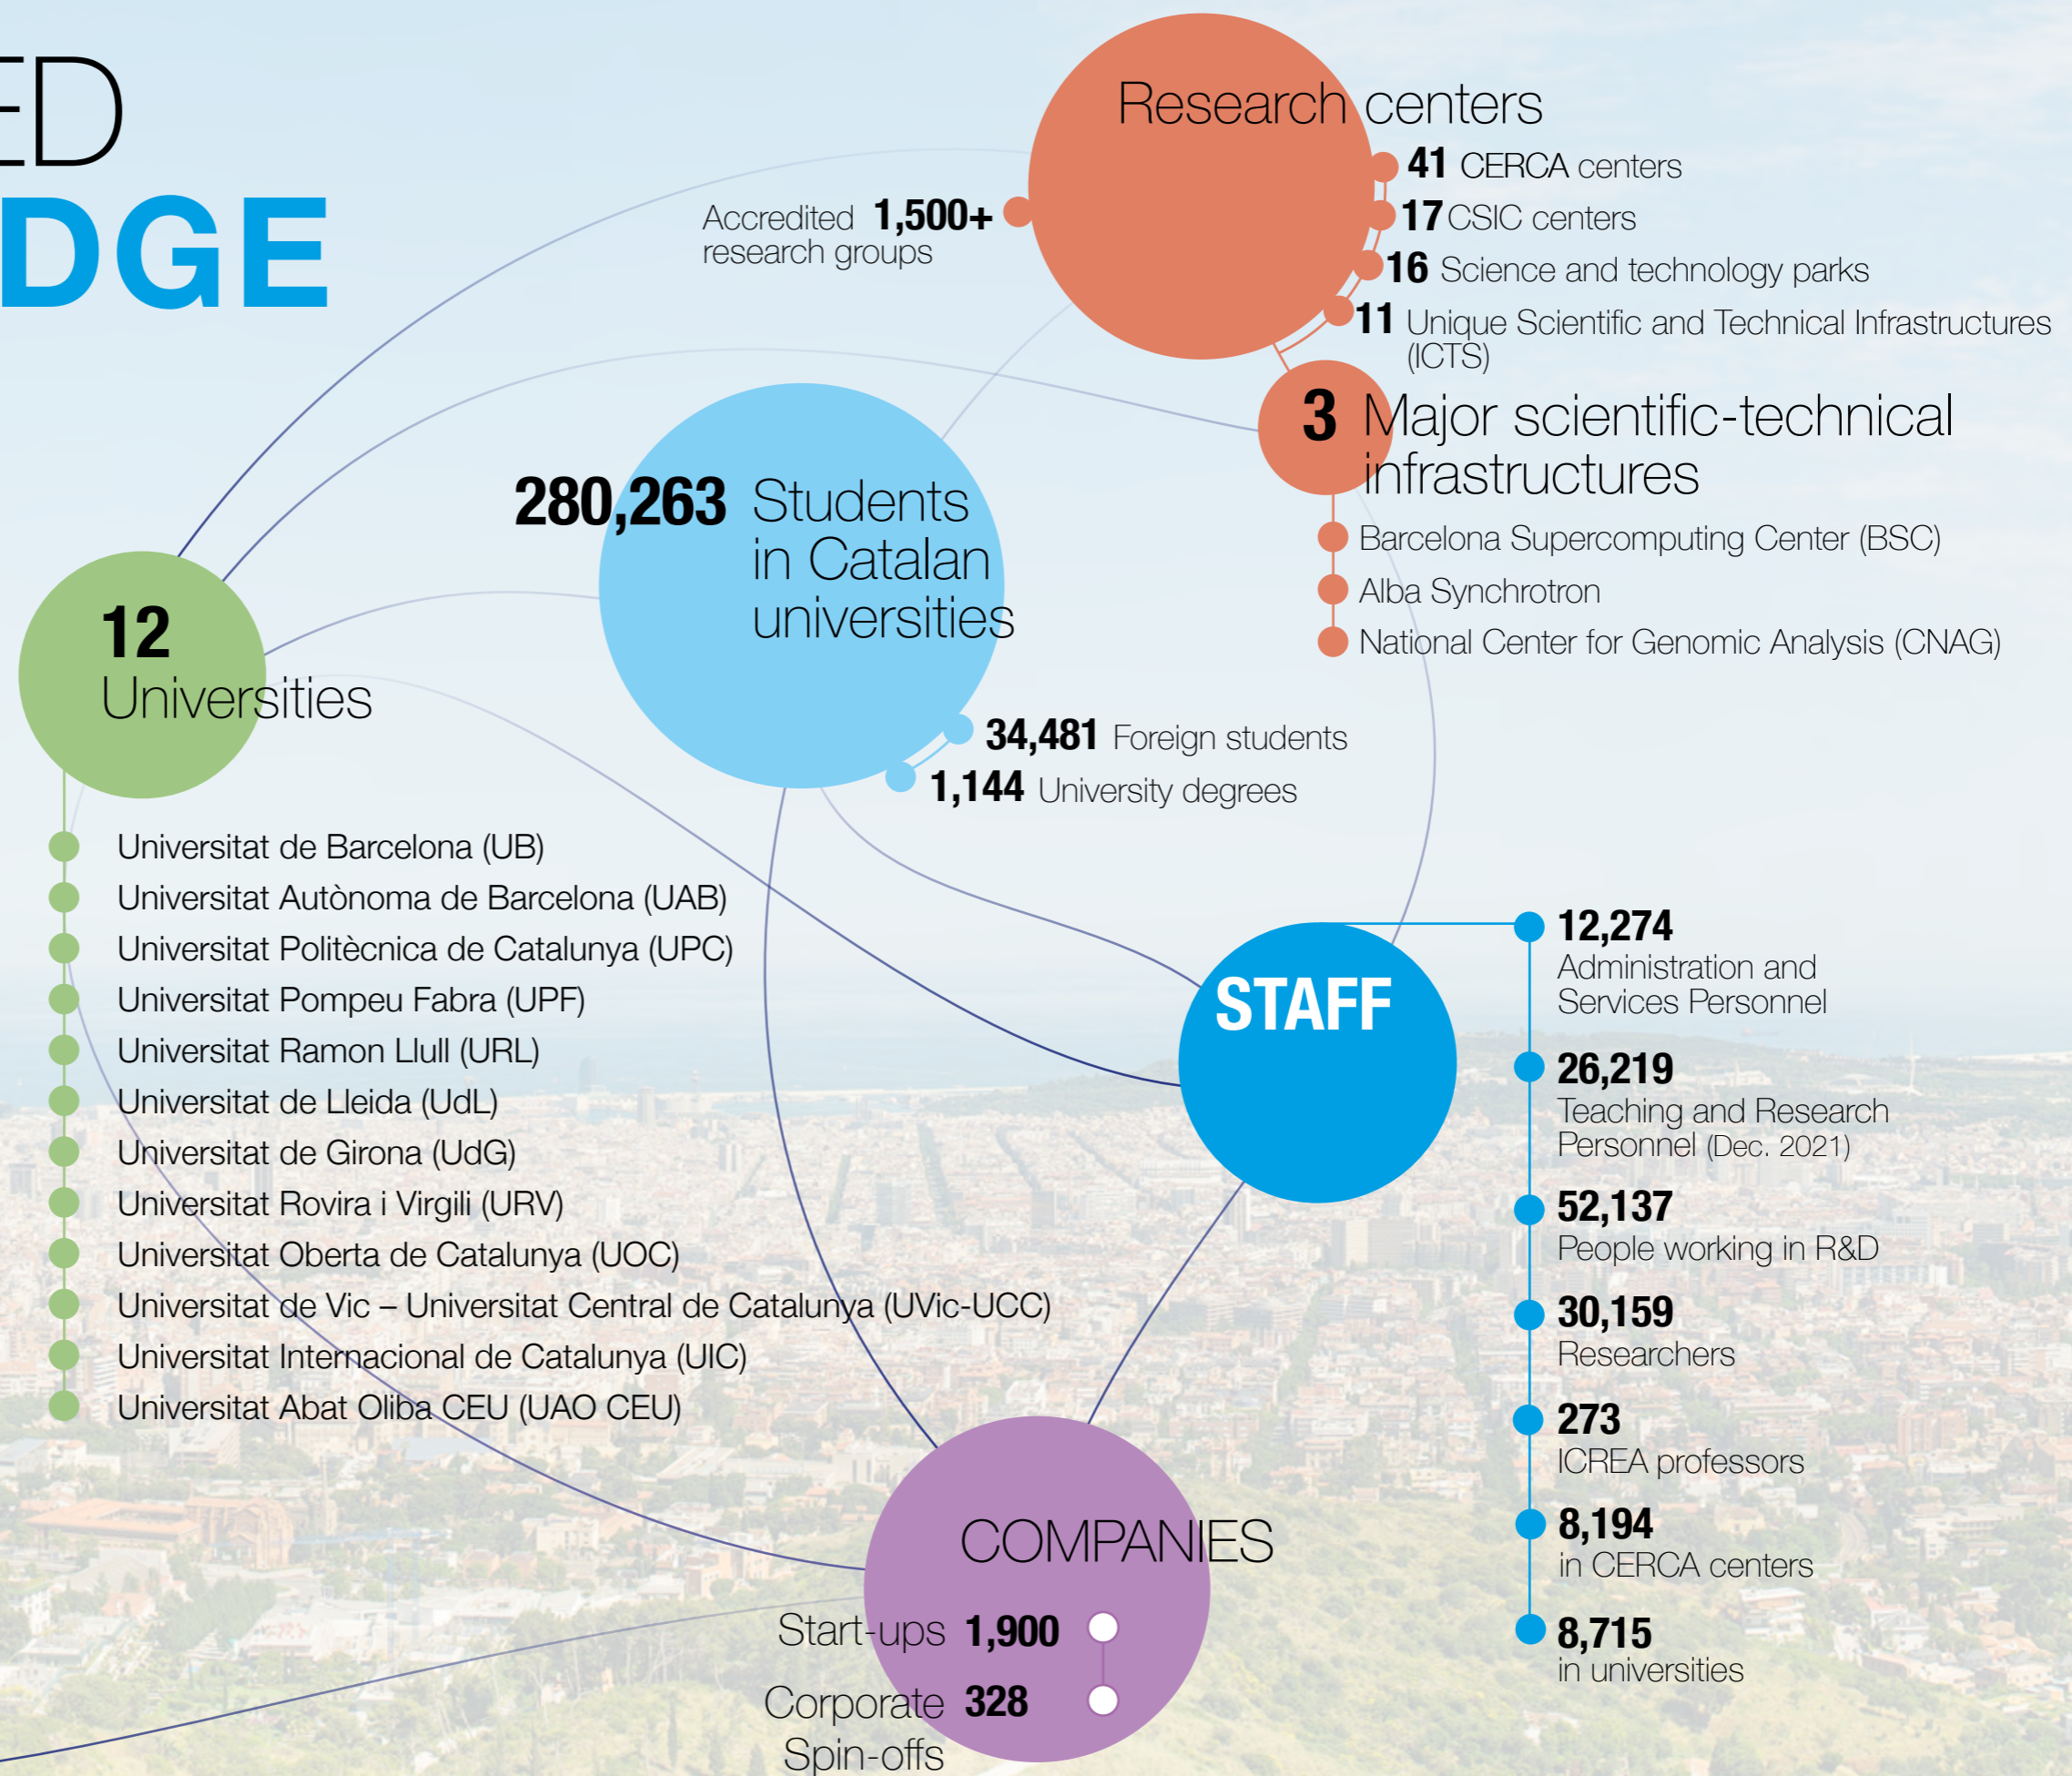 ED
DGE
Research centers
41 CERCA centers
17 CSIC centers
16 Science and technology parks
11 Unique Scientific and Technical Infrastructures
(ICTS)
Accredited 1,500+
research groups
3 Major scientific-technical
infrastructures
Barcelona Supercomputing Center (BSC)
Alba Synchrotron
National Center for Genomic Analysis (CNAG)
280,263 Students
in Catalan
universities
34,481 Foreign students
1,144 University degrees
12
Universities
Universitat de Barcelona (UB)
Universitat Autònoma de Barcelona (UAB)
Universitat Politècnica de Catalunya (UPC)
Universitat Pompeu Fabra (UPF)
Universitat Ramon Llull (URL)
Universitat de Lleida (UdL)
Universitat de Girona (UdG)
Universitat Rovira i Virgili (URV)
Universitat Oberta de Catalunya (UOC)
Universitat de Vic – Universitat Central de Catalunya (UVic-UCC)
Universitat Internacional de Catalunya (UIC)
Universitat Abat Oliba CEU (UAO CEU)
STAFF
12,274
Administration and
Services Personnel
26,219
Teaching and Research
Personnel (Dec. 2021)
52,137
People working in R&D
30,159
Researchers
273
ICREA professors
8,194
in CERCA centers
8,715
in universities
COMPANIES
Start-ups 1,900
Corporate 328
Spin-offs